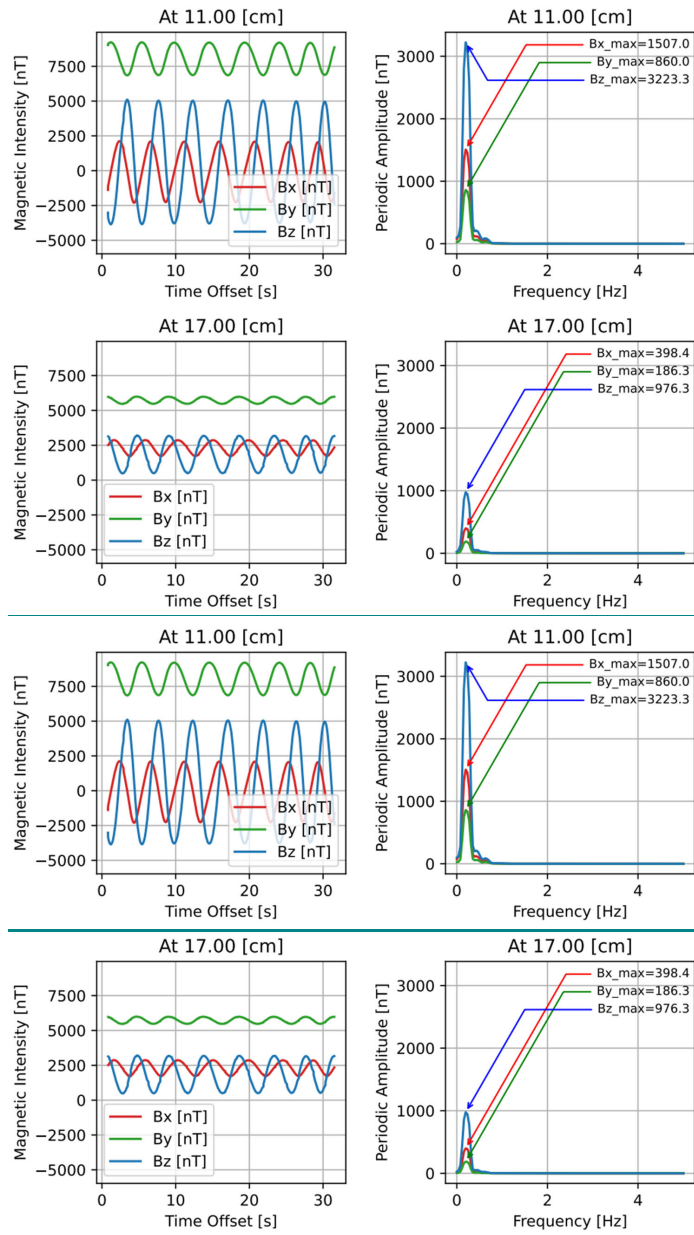 At 11.00 [cm]
Magnetic Intensity [nT]
7500
5000
2500
0
−2500
−5000
Bx [nT]
By [nT]
Bz [nT]
0 10 20 30
Time Offset [s]
At 11.00 [cm]
Periodic Amplitude [nT]
3000
2000
1000
0
Bx_max=1507.0
By_max=860.0
Bz_max=3223.3
0 2 4
Frequency [Hz]
At 17.00 [cm]
Magnetic Intensity [nT]
7500
5000
2500
0
−2500
−5000
Bx [nT]
By [nT]
Bz [nT]
0 10 20 30
Time Offset [s]
At 17.00 [cm]
Periodic Amplitude [nT]
3000
2000
1000
0
Bx_max=398.4
By_max=186.3
Bz_max=976.3
0 2 4
Frequency [Hz]
At 11.00 [cm]
Magnetic Intensity [nT]
7500
5000
2500
0
−2500
−5000
Bx [nT]
By [nT]
Bz [nT]
0 10 20 30
Time Offset [s]
At 11.00 [cm]
Periodic Amplitude [nT]
3000
2000
1000
0
Bx_max=1507.0
By_max=860.0
Bz_max=3223.3
0 2 4
Frequency [Hz]
At 17.00 [cm]
Magnetic Intensity [nT]
7500
5000
2500
0
−2500
−5000
Bx [nT]
By [nT]
Bz [nT]
0 10 20 30
Time Offset [s]
At 17.00 [cm]
Periodic Amplitude [nT]
3000
2000
1000
0
Bx_max=398.4
By_max=186.3
Bz_max=976.3
0 2 4
Frequency [Hz]